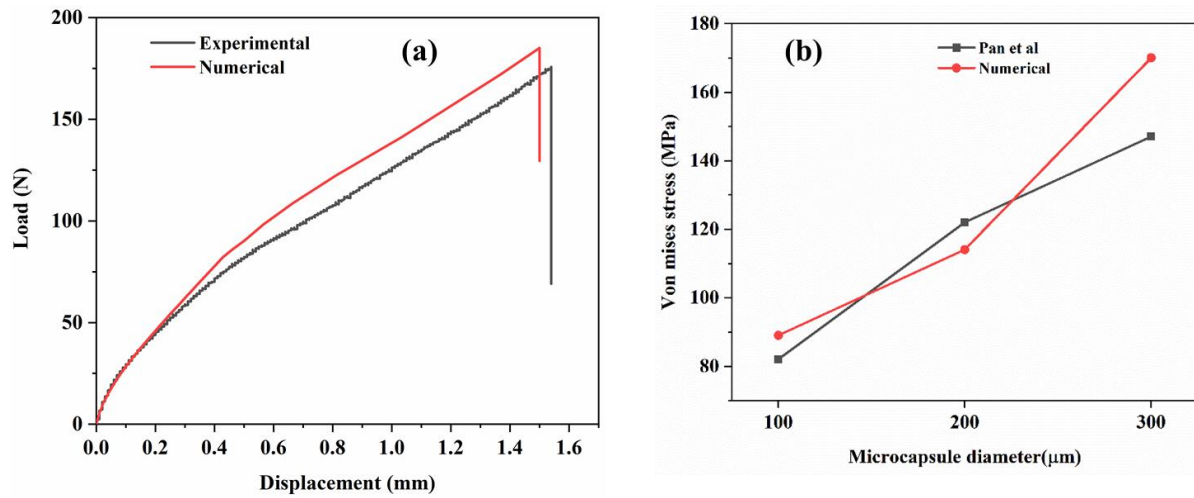 (a)
Experimental
Numerical
Load (N)
200
150
100
50
0
0.0 0.2 0.4 0.6 0.8 1.0 1.2 1.4 1.6
Displacement (mm)
(b)
Pan et al
Numerical
Von mises stress (MPa)
180
160
140
120
100
80
100 200 300
Microcapsule diameter(μm)